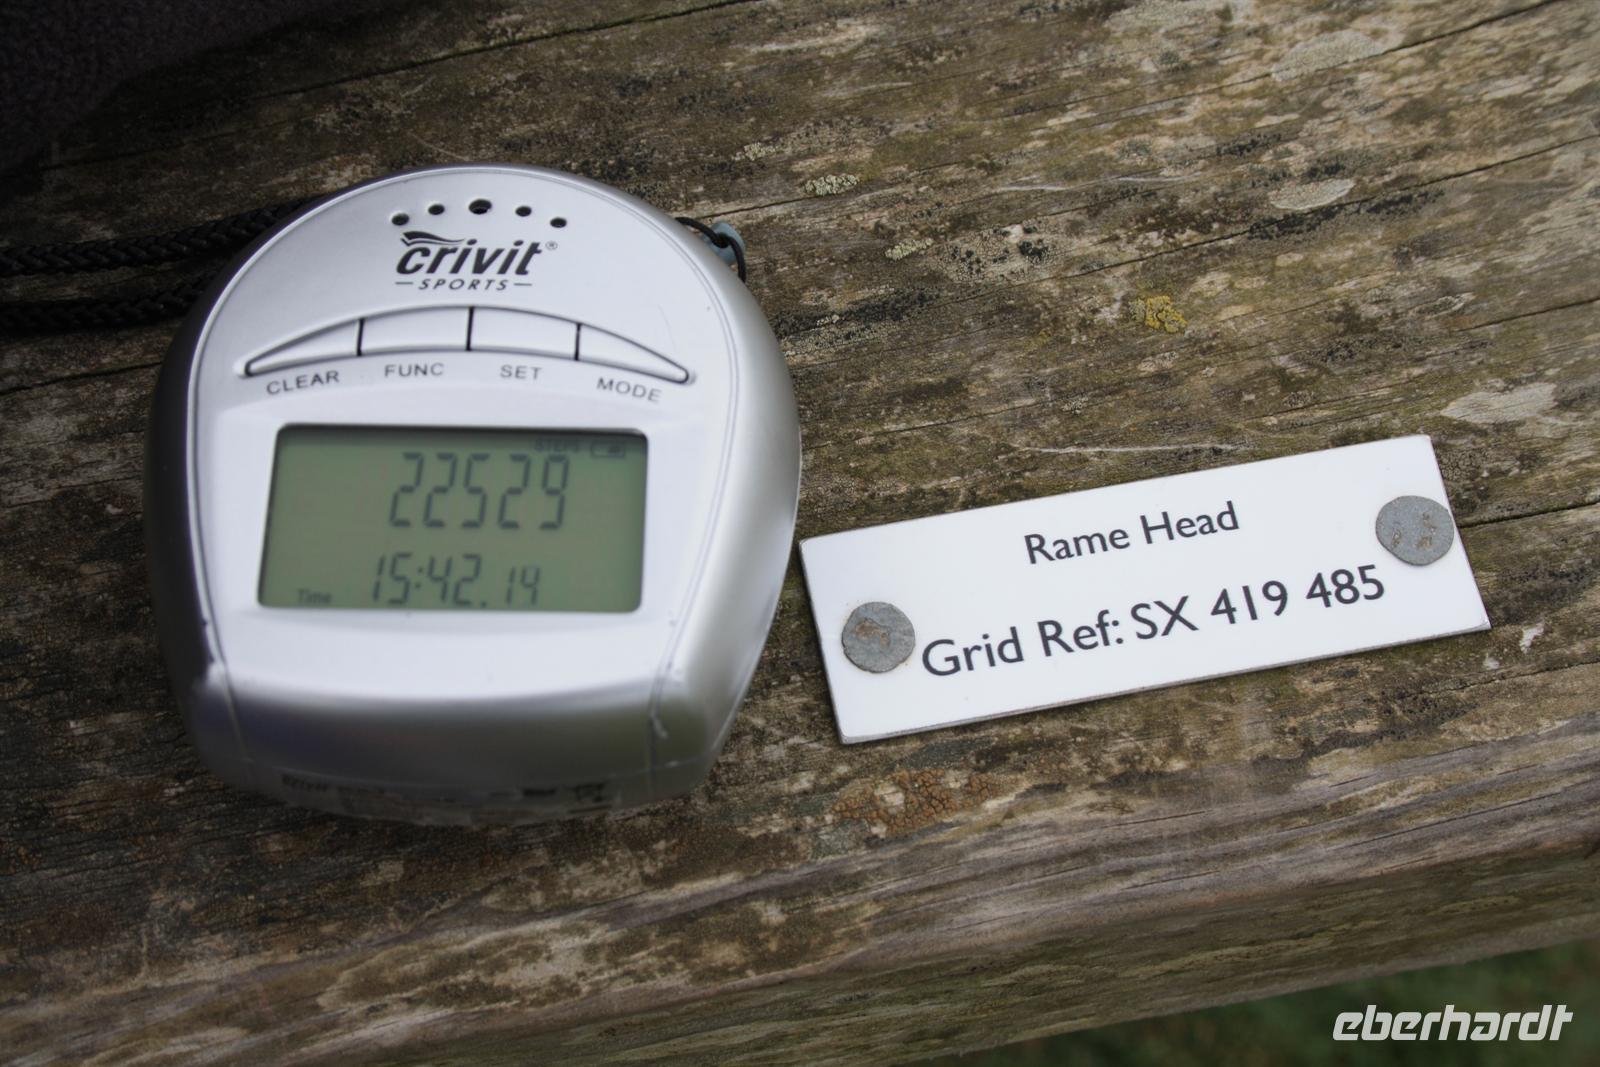 crivit®
SPORTS
CLEAR FUNC SET MODE
STEPS
22529
Time 15:42.14
Rame Head
Grid Ref: SX 419 485
eberhardt